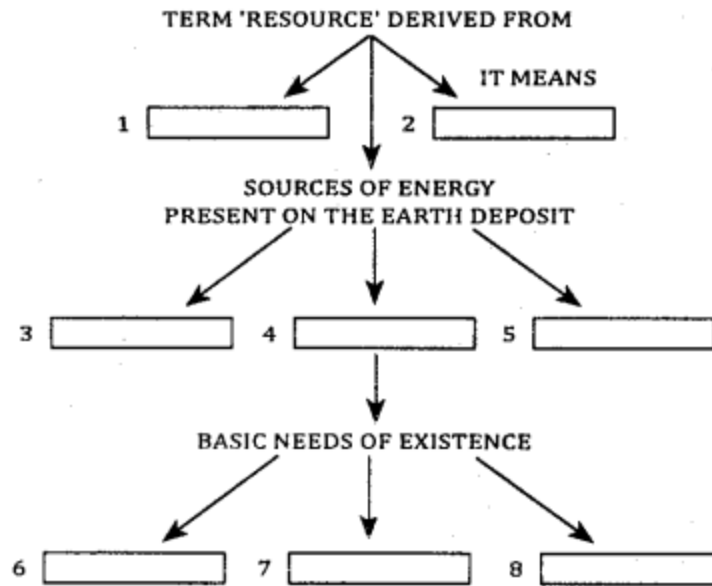 TERM 'RESOURCE' DERIVED FROM
IT MEANS
1
2
SOURCES OF ENERGY
PRESENT ON THE EARTH DEPOSIT
3
4
5
BASIC NEEDS OF EXISTENCE
6
7
8